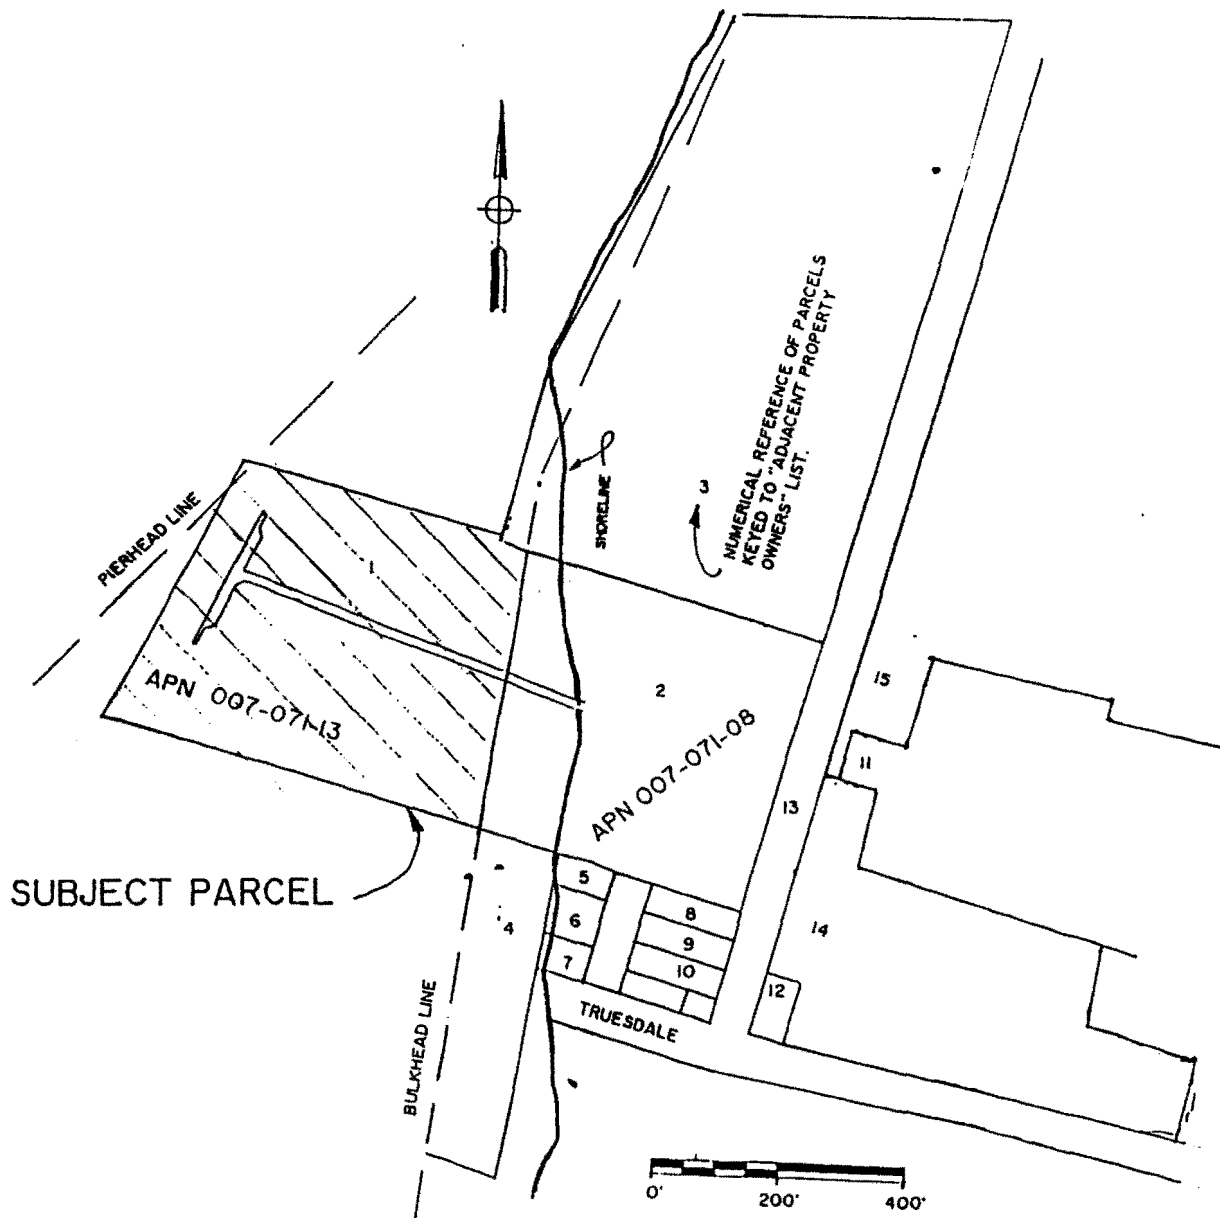 NUMERICAL REFERENCE OF PARCELS
KEYED TO "ADJACENT PROPERTY
OWNERS" LIST.
3
SHORELINE
PIERHEAD LINE
1
APN 007-071-13
2
APN 007-071-08
15
11
13
SUBJECT PARCEL
4
5
6
7
8
9
10
14
12
TRUESDALE
BULKHEAD LINE
0'
200'
400'